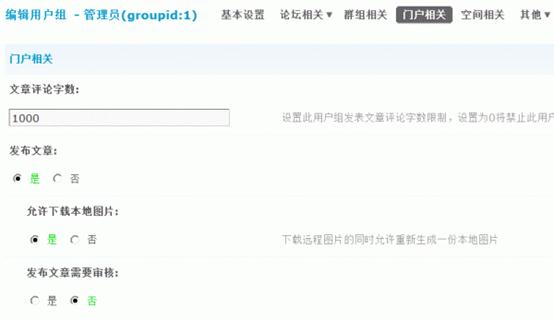 编辑用户组 - 管理员(groupid:1) 基本设置 论坛相关▼ 群组相关 门户相关 空间相关 其他▼
门户相关
文章评论字数:
1000 设置此用户组发表文章评论字数限制，设置为0将禁止此用户
发布文章:
是 否
允许下载本地图片:
是 否 下载远程图片的同时允许重新生成一份本地图片
发布文章需要审核:
是 否